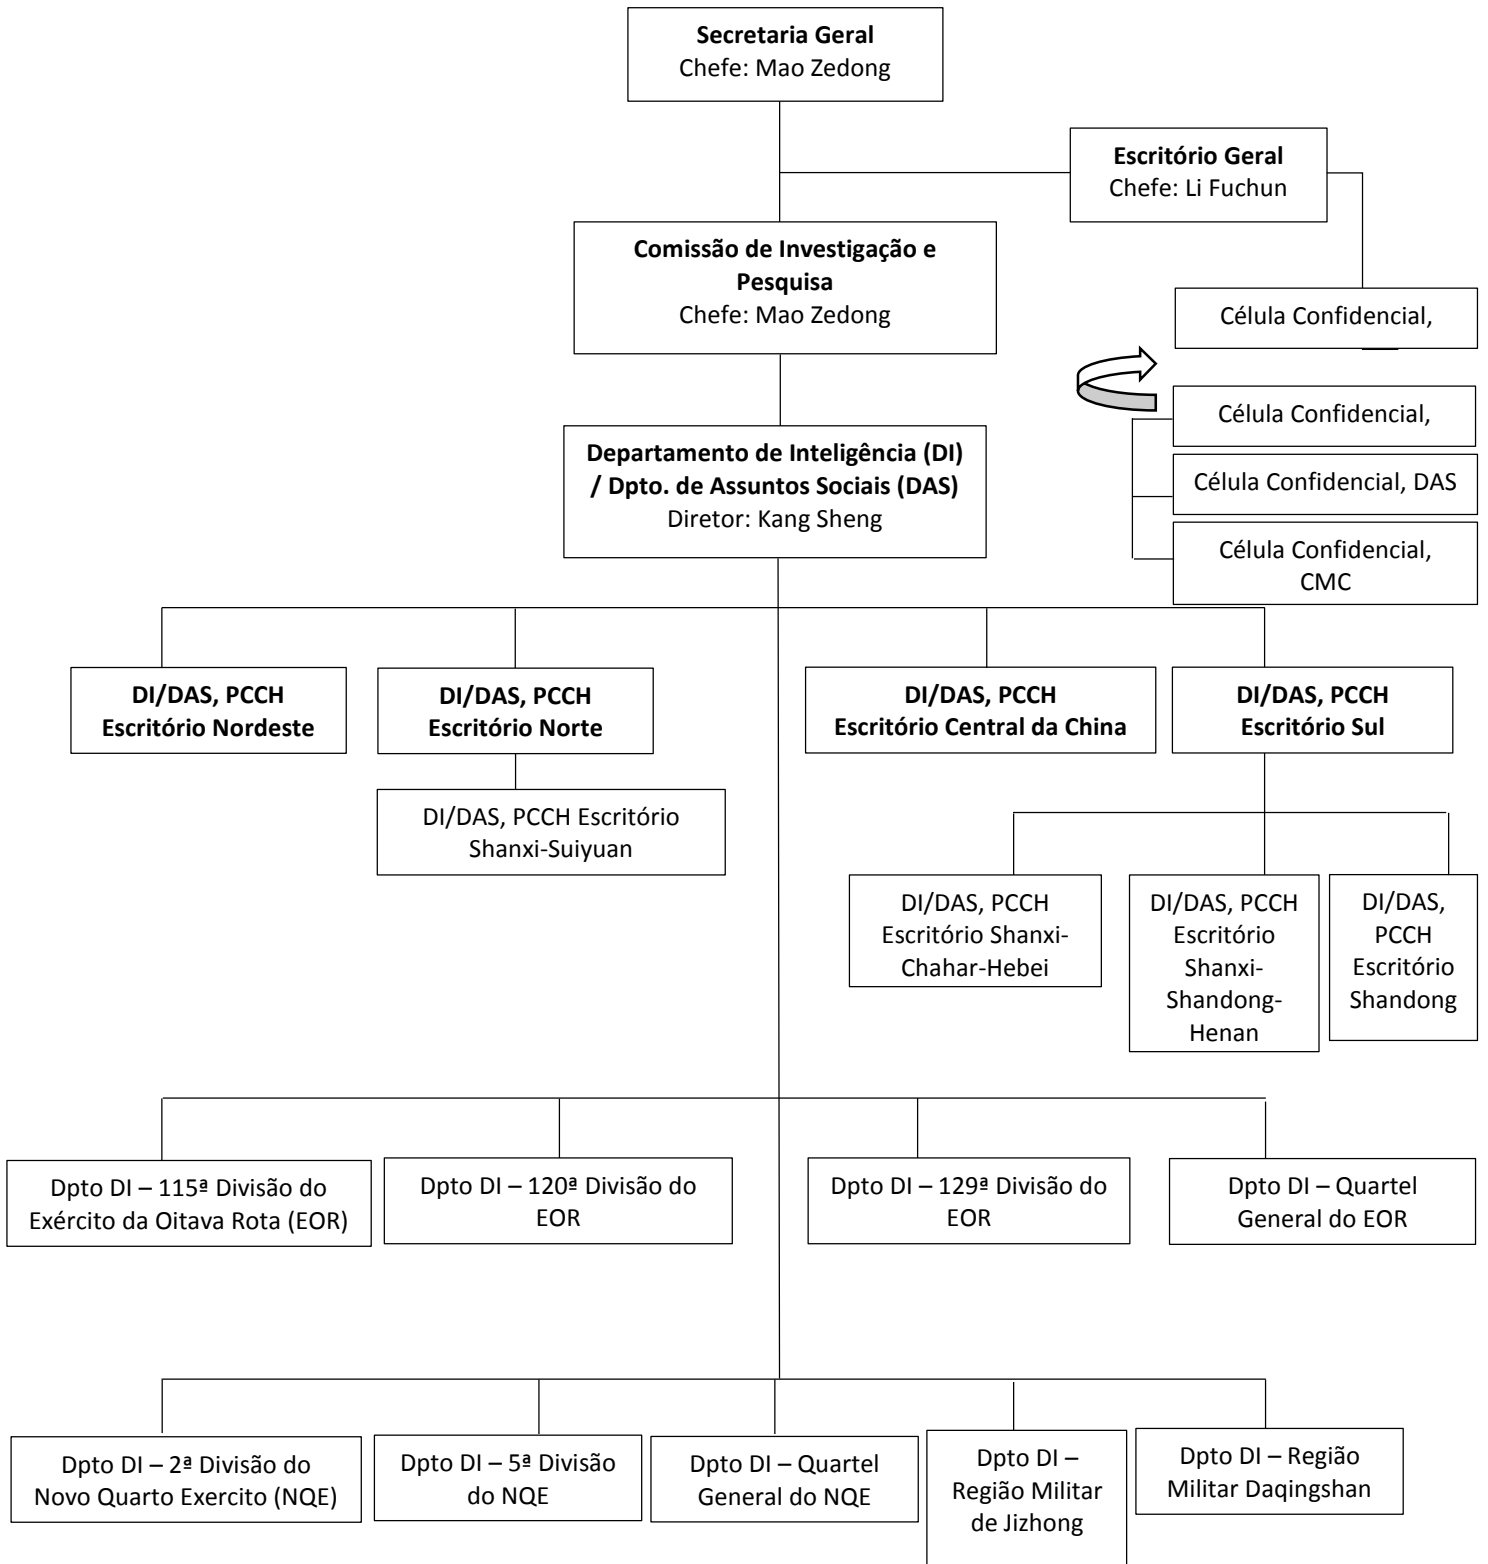 Secretaria Geral
Chefe: Mao Zedong
Escritório Geral
Chefe: Li Fuchun
Comissão de Investigação e
Pesquisa
Chefe: Mao Zedong
Célula Confidencial,
Célula Confidencial,
Célula Confidencial, DAS
Célula Confidencial,
CMC
Departamento de Inteligência (DI)
/ Dpto. de Assuntos Sociais (DAS)
Diretor: Kang Sheng
DI/DAS, PCCH
Escritório Nordeste
DI/DAS, PCCH
Escritório Norte
DI/DAS, PCCH
Escritório Central da China
DI/DAS, PCCH
Escritório Sul
DI/DAS, PCCH Escritório
Shanxi-Suiyuan
DI/DAS, PCCH
Escritório Shanxi-
Chahar-Hebei
DI/DAS, PCCH
Escritório
Shanxi-
Shandong-
Henan
DI/DAS,
PCCH
Escritório
Shandong
Dpto DI – 115ª Divisão do
Exército da Oitava Rota (EOR)
Dpto DI – 120ª Divisão do
EOR
Dpto DI – 129ª Divisão do
EOR
Dpto DI – Quartel
General do EOR
Dpto DI – 2ª Divisão do
Novo Quarto Exercito (NQE)
Dpto DI – 5ª Divisão
do NQE
Dpto DI – Quartel
General do NQE
Dpto DI –
Região Militar
de Jizhong
Dpto DI – Região
Militar Daqingshan